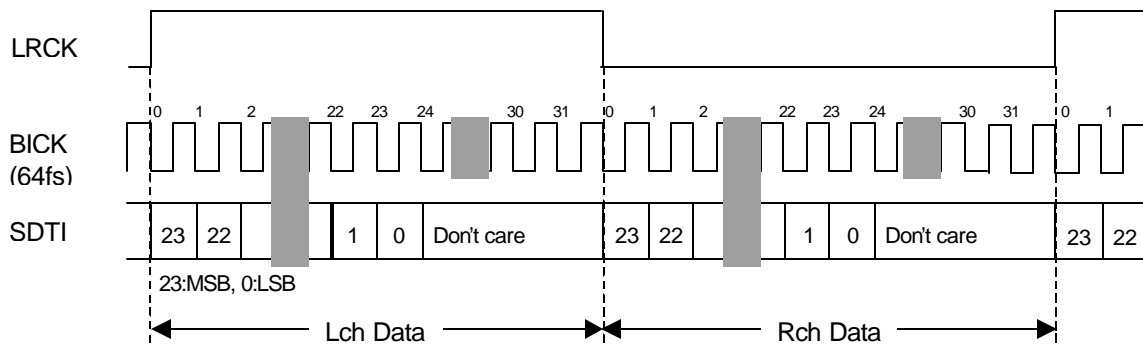 LRCK
0 1 2 22 23 24 30 31 0 1 2 22 23 24 30 31 0 1
BICK
(64fs)
SDTI 23 22 1 0 Don't care 23 22 1 0 Don't care 23 22
23:MSB, 0:LSB
Lch Data Rch Data